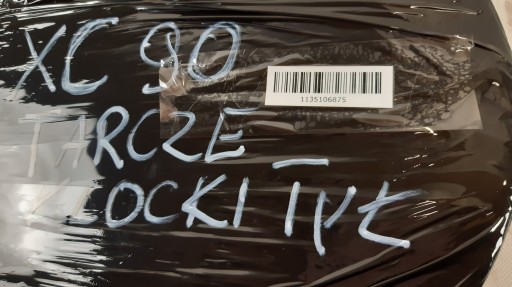 XC 90
1135106875
TARCZE
KLOCKI TYŁ